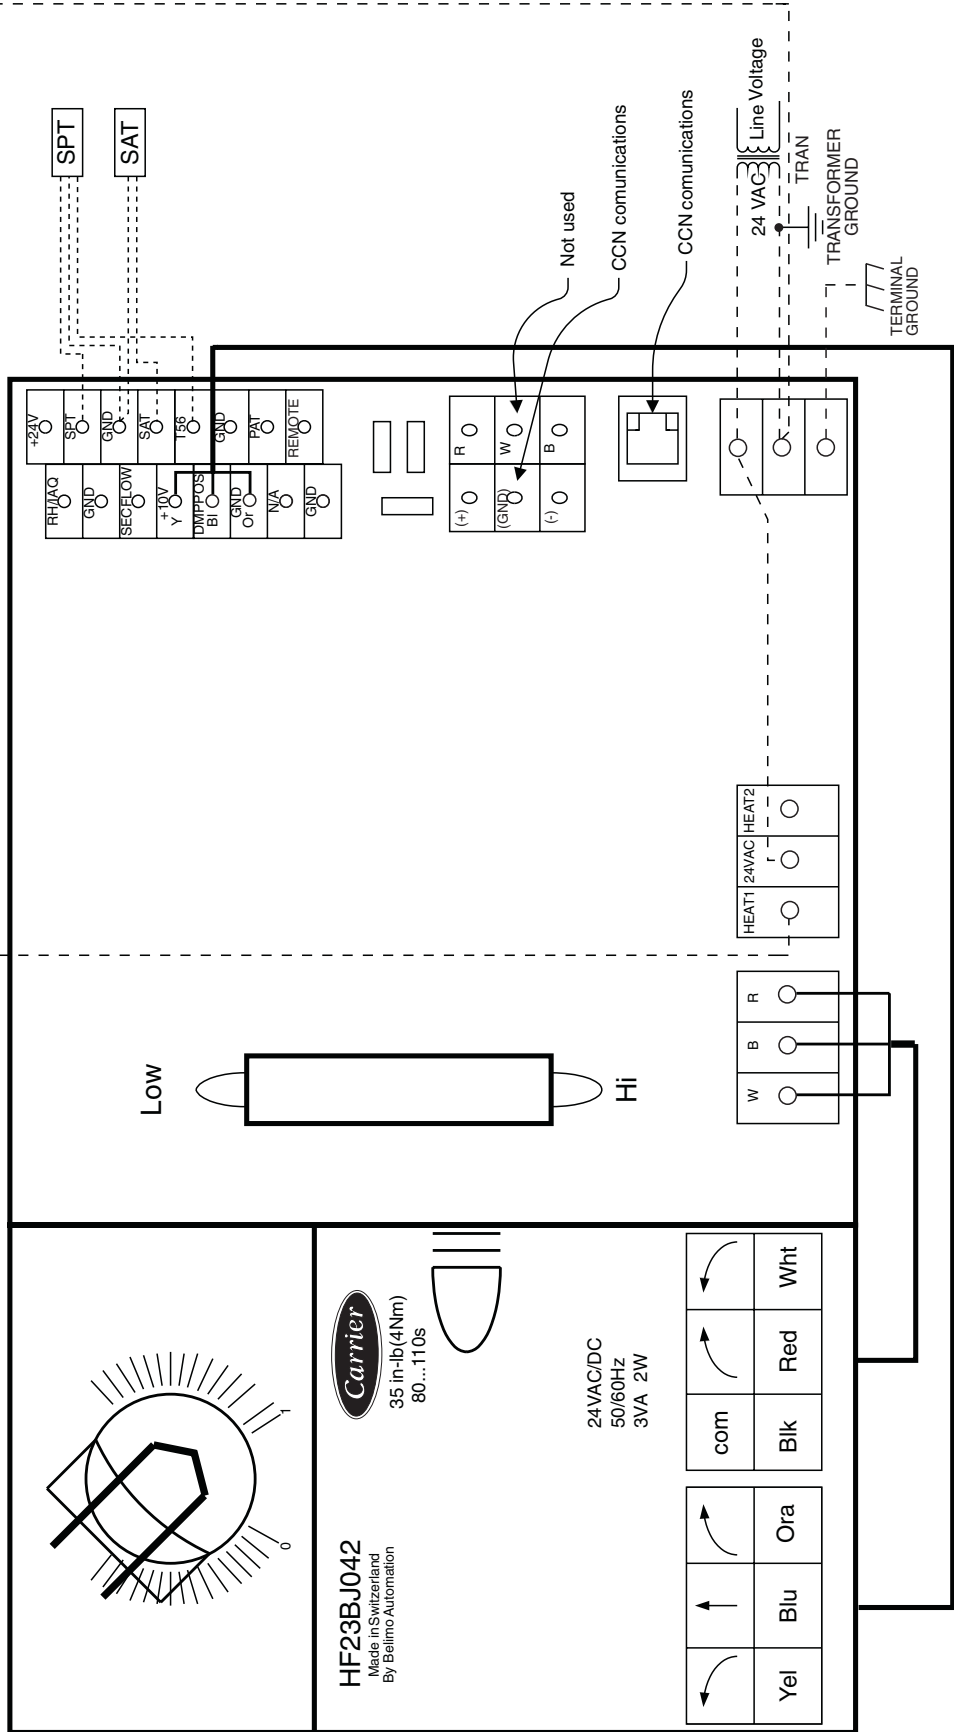 SPT
SAT
Line Voltage
24 VAC
TRAN
TRANSFORMER
GROUND
TERMINAL
GROUND
Not used
CCN comunications
CCN comunications
+24V
SPT
GND
SAT
T56
GND
PAT
REMOTE
RH/IAQ
GND
SECFLOW
+10V
Y
DMPPOS
Bl
GND
Or
N/A
GND
R
W
B
(+)
(GND)
(-)
HEAT1
24VAC
HEAT2
W
B
R
Low
Hi
1
0
Carrier
35 in-lb(4Nm)
80...110s
HF23BJ042
Made in Switzerland
By Belimo Automation
24VAC/DC
50/60Hz
3VA 2W
com
Yel
Blu
Ora
Blk
Red
Wht